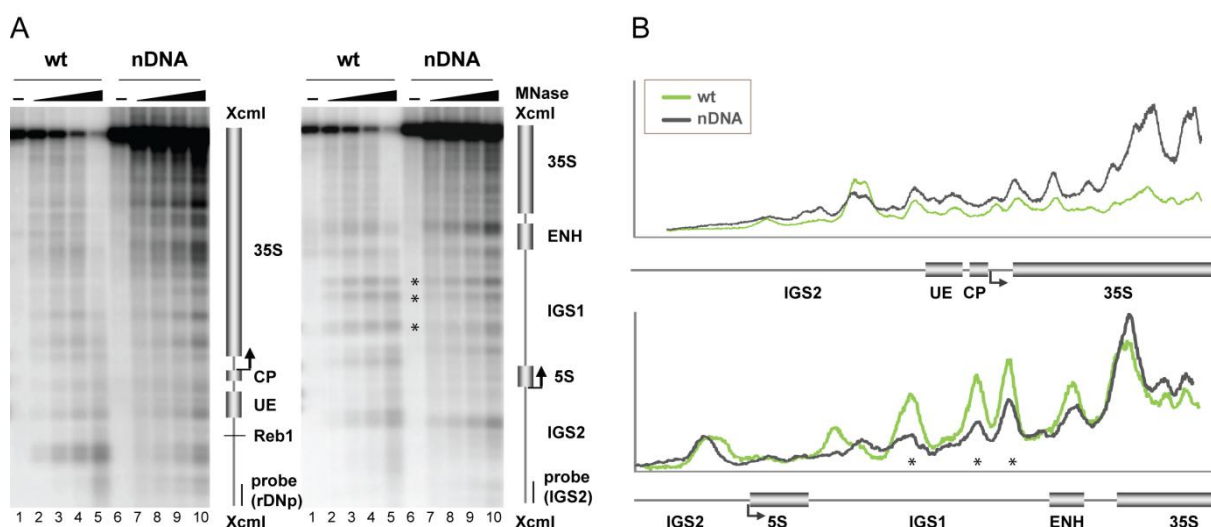 A
wt nDNA
MNase
XcmI
35S
CP
UE
Reb1
probe
(rDNp)
XcmI
1 2 3 4 5 6 7 8 9 10
wt nDNA
MNase
XcmI
35S
ENH
*
*
IGS1
*
5S
IGS2
probe
(IGS2)
XcmI
1 2 3 4 5 6 7 8 9 10
B
wt
nDNA
IGS2 UE CP 35S
* * *
IGS2 5S IGS1 ENH 35S